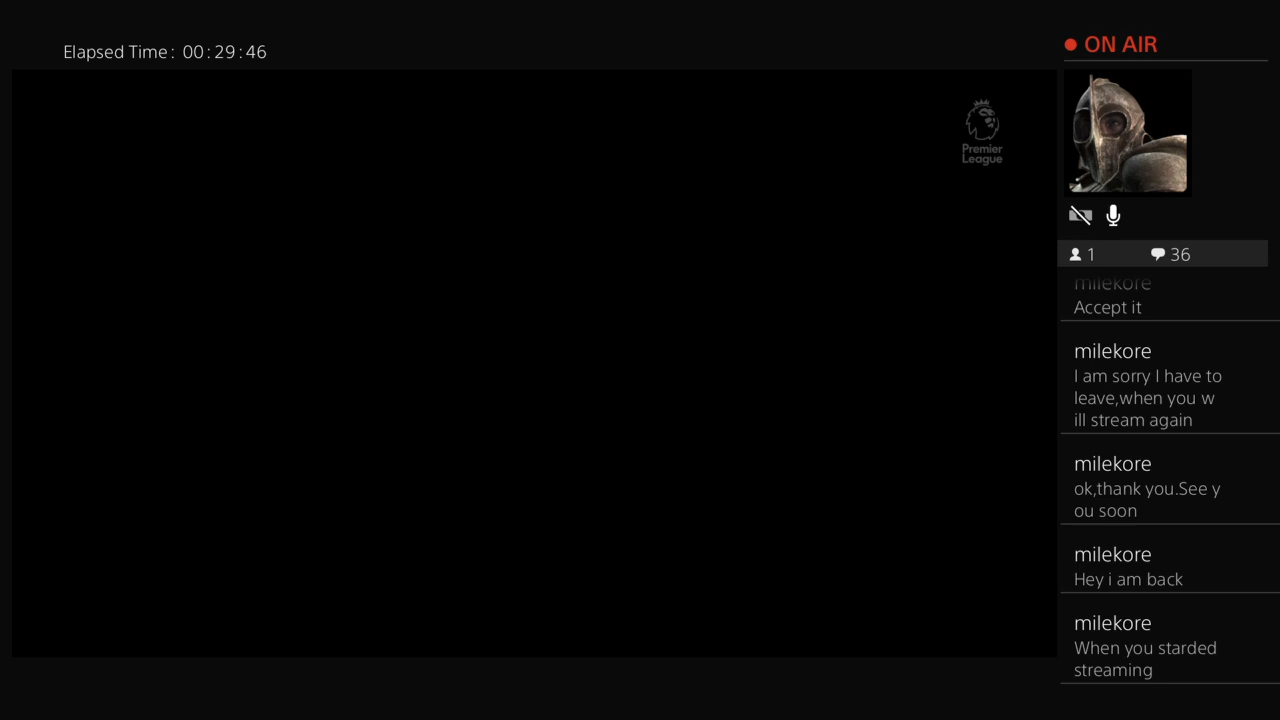 Elapsed Time: 00:29:46
ON AIR
Premier
League
1
36
milekore
Accept it
milekore
I am sorry I have to
leave,when you w
ill stream again
milekore
ok,thank you.See y
ou soon
milekore
Hey i am back
milekore
When you starded
streaming